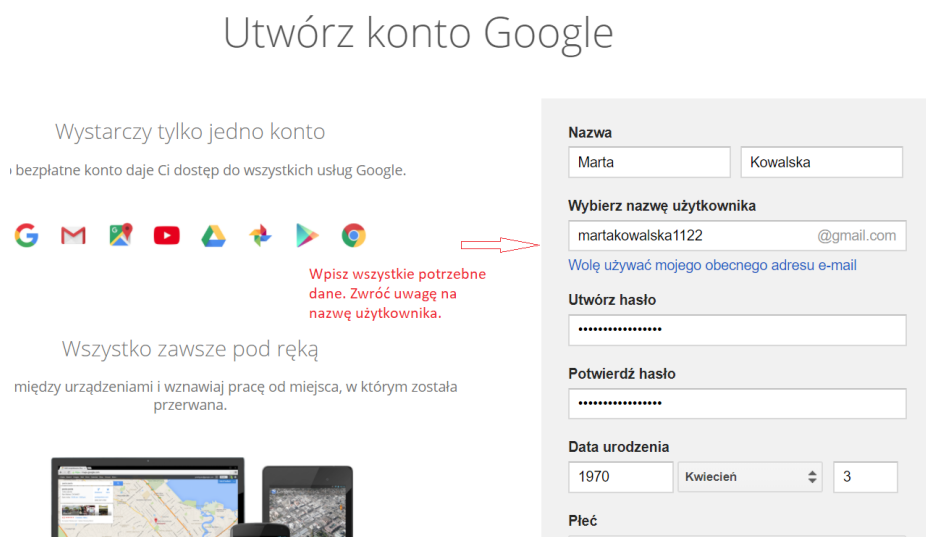 Utwórz konto Google
Wystarczy tylko jedno konto
bezpłatne konto daje Ci dostęp do wszystkich usług Google.
Wpisz wszystkie potrzebne
dane. Zwróć uwagę na
nazwę użytkownika.
Wszystko zawsze pod ręką
między urządzeniami i wznawiaj pracę od miejsca, w którym została
przerwana.
Nazwa
Marta Kowalska
Wybierz nazwę użytkownika
martakowalska1122 @gmail.com
Wolę używać mojego obecnego adresu e-mail
Utwórz hasło
•••••••••••••••••
Potwierdź hasło
•••••••••••••••••
Data urodzenia
1970 Kwiecień 3
Płeć